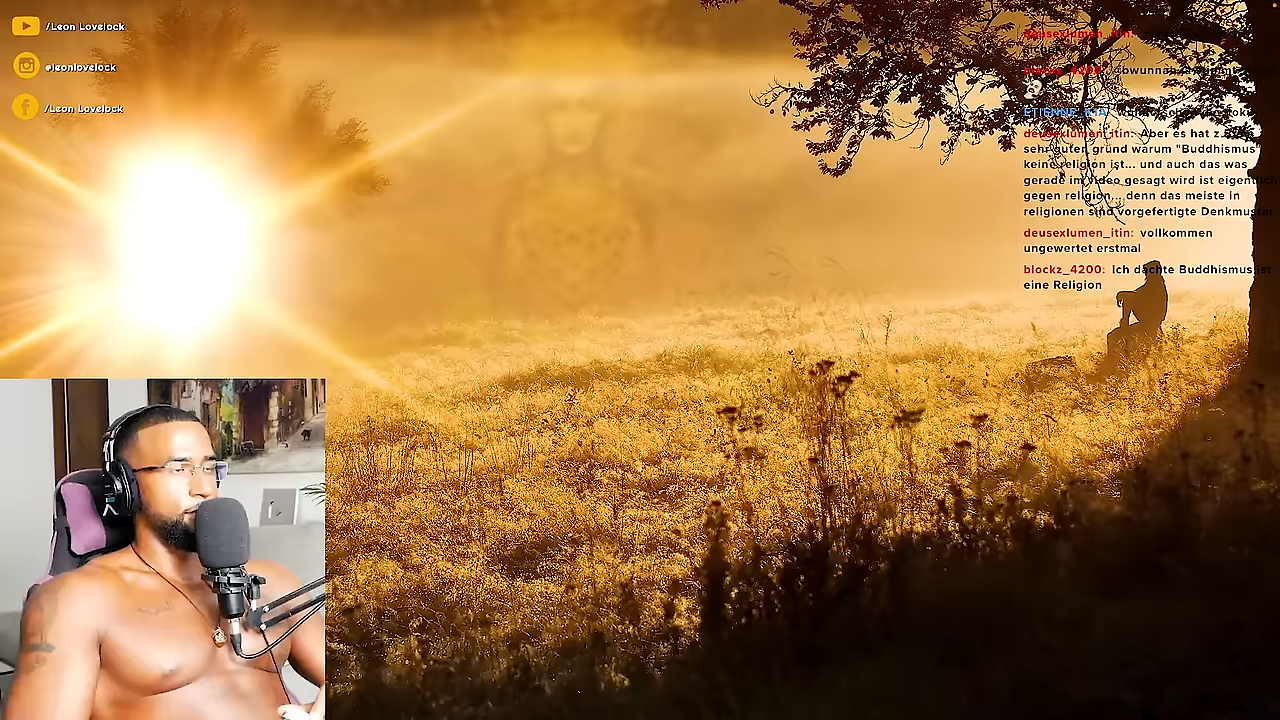 /Leon Lovelock
@leonlovelock
/Leon Lovelock
deusexlumen_itin:
deusexlumen_itin: Aber es hat z.
sehr guten grund warum "Buddhismus"
keine religion ist... und auch das was
gerade im video gesagt wird ist eigentlich
gegen religion... denn das meiste in
religionen sind vorgefertigte Denkmuster
deusexlumen_itin: vollkommen
ungewertet erstmal
blockz_4200: Ich dachte Buddhismus ist
eine Religion